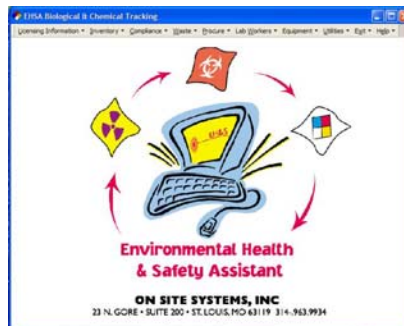 EHSA Biological & Chemical Tracking
Licensing Information • Inventory • Compliance • Waste • Procure • Lab Workers • Equipment • Utilities • Exit • Help •
EHAS
Environmental Health
& Safety Assistant
ON SITE SYSTEMS, INC
23 N. GORE • SUITE 200 • ST. LOUIS, MO 63119 314-.963.9934